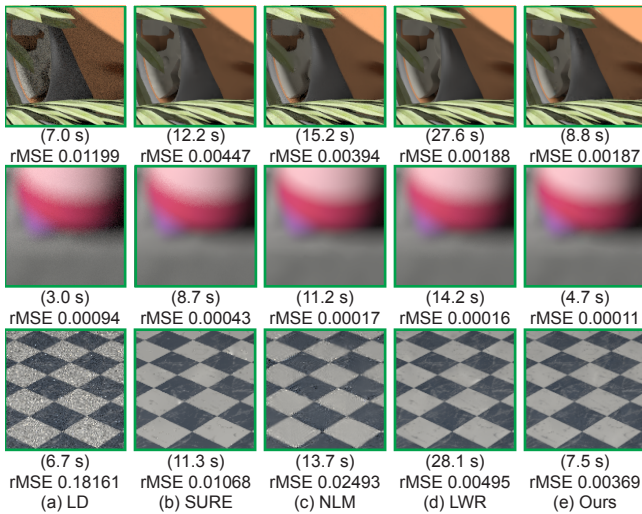 (7.0 s) (12.2 s) (15.2 s) (27.6 s) (8.8 s)
rMSE 0.01199 rMSE 0.00447 rMSE 0.00394 rMSE 0.00188 rMSE 0.00187
(3.0 s) (8.7 s) (11.2 s) (14.2 s) (4.7 s)
rMSE 0.00094 rMSE 0.00043 rMSE 0.00017 rMSE 0.00016 rMSE 0.00011
(6.7 s) (11.3 s) (13.7 s) (28.1 s) (7.5 s)
rMSE 0.18161 rMSE 0.01068 rMSE 0.02493 rMSE 0.00495 rMSE 0.00369
(a) LD (b) SURE (c) NLM (d) LWR (e) Ours